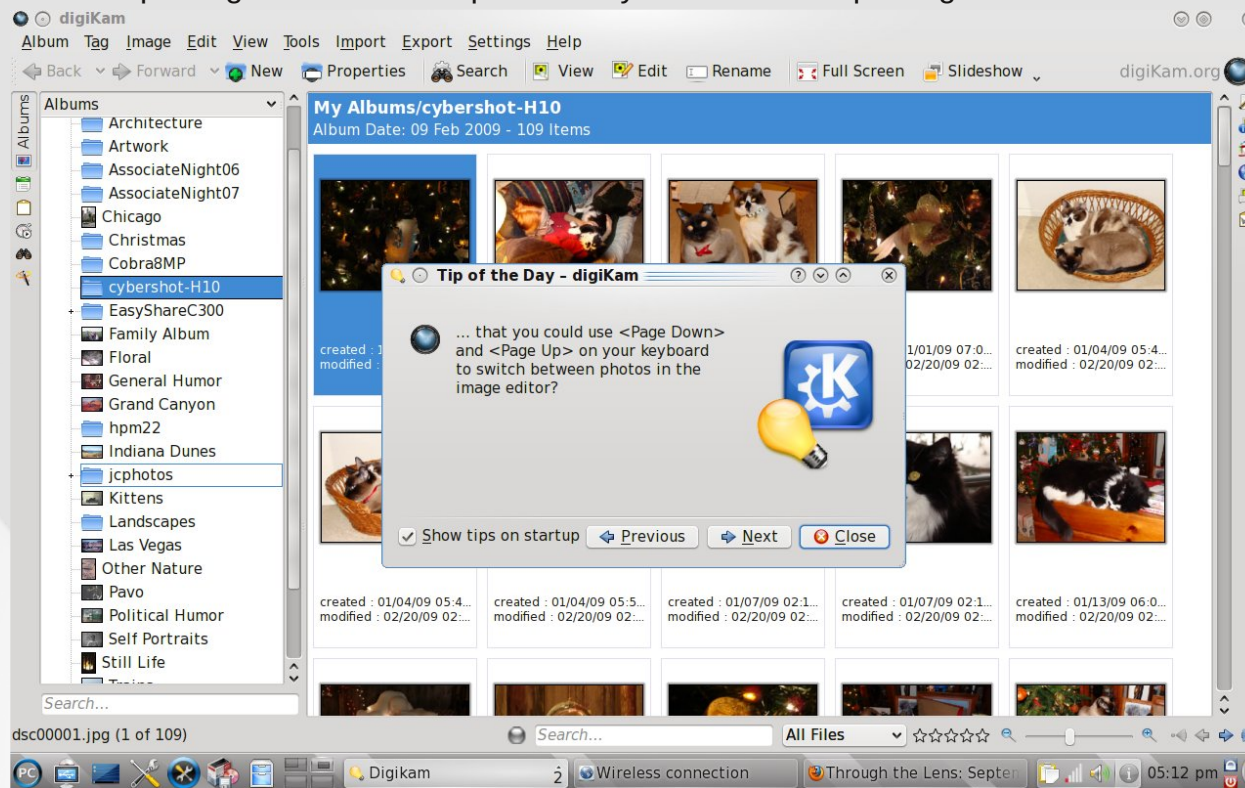 digiKam
Album Tag Image Edit View Tools Import Export Settings Help
Back Forward New Properties Search View Edit Rename Full Screen Slideshow digiKam.org
Albums
Albums
Architecture
Artwork
AssociateNight06
AssociateNight07
Chicago
Christmas
Cobra8MP
cybershot-H10
EasyShareC300
Family Album
Floral
General Humor
Grand Canyon
hpm22
Indiana Dunes
jcphotos
Kittens
Landscapes
Las Vegas
Other Nature
Pavo
Political Humor
Self Portraits
Still Life
Search...
My Albums/cybershot-H10
Album Date: 09 Feb 2009 - 109 Items
created : 1
modified :
1/01/09 07:0...
02/20/09 02:...
created : 01/04/09 05:4...
modified : 02/20/09 02:...
Tip of the Day – digiKam
... that you could use <Page Down>
and <Page Up> on your keyboard
to switch between photos in the
image editor?
Show tips on startup Previous Next Close
created : 01/04/09 05:4...
modified : 02/20/09 02:...
created : 01/04/09 05:5...
modified : 02/20/09 02:...
created : 01/07/09 02:1...
modified : 02/20/09 02:...
created : 01/07/09 02:1...
modified : 02/20/09 02:...
created : 01/13/09 06:0...
modified : 02/20/09 02:...
dsc00001.jpg (1 of 109)
Search...
All Files
PC
Digikam 2
Wireless connection
Through the Lens: Septem
05:12 pm